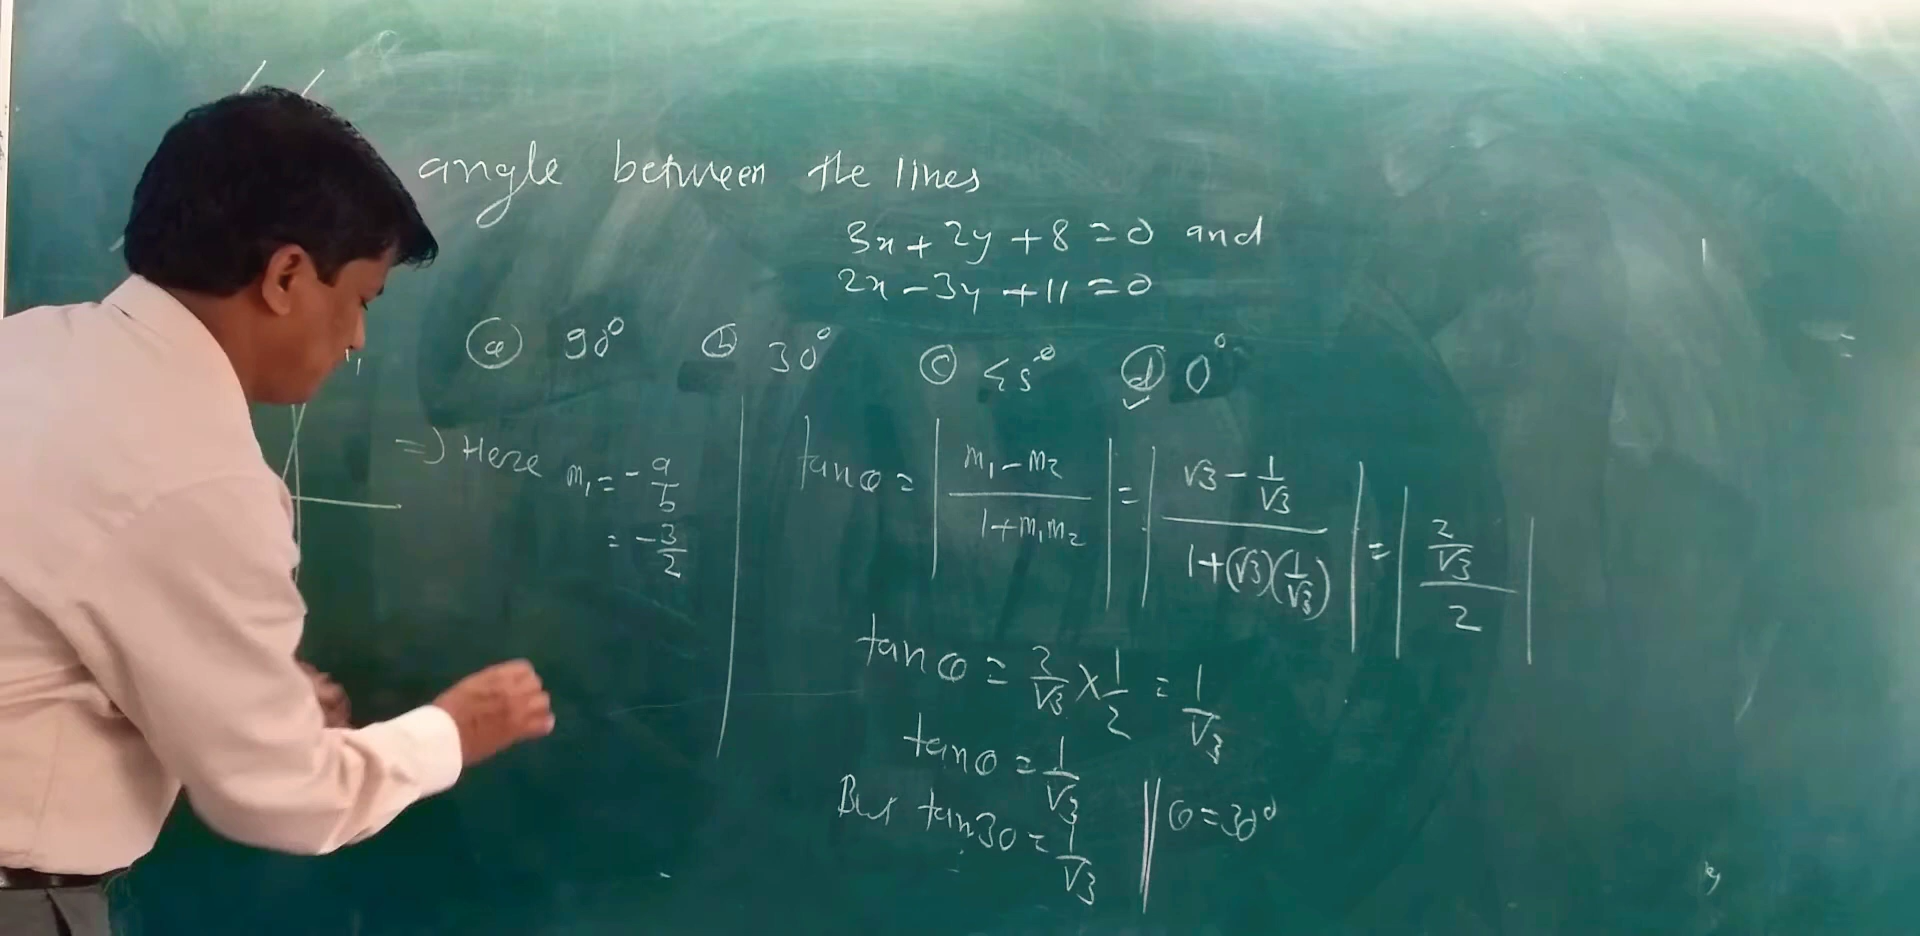 angle between the lines
3x + 2y + 8 = 0 and
2x - 3y + 11 = 0
(a) 90° (b) 30° (c) 45° (d) 0°
=) Here m₁ = -a/b
= -3/2
tanθ = |(m₁ - m₂)/(1 + m₁m₂)| = |(√3 - 1/√3)/(1 + (√3)(1/√3))| = |(2/√3)/2|
tanθ = 2/√3 × 1/2 = 1/√3
tanθ = 1/√3
But tan30 = 1/√3 || θ = 30°